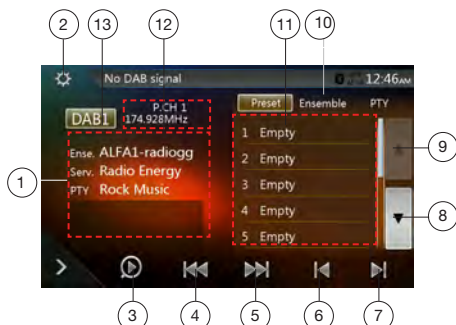 2 13 12 11 10
No DAB signal 12:46AM
Preset Ensemble PTY
DAB1 P.CH 1
174.928MHz
Ense. ALFA1-radiogg
Serv. Radio Energy
PTY Rock Music
1 Empty
2 Empty
3 Empty
4 Empty
5 Empty
1
9
8
3 4 5 6 7